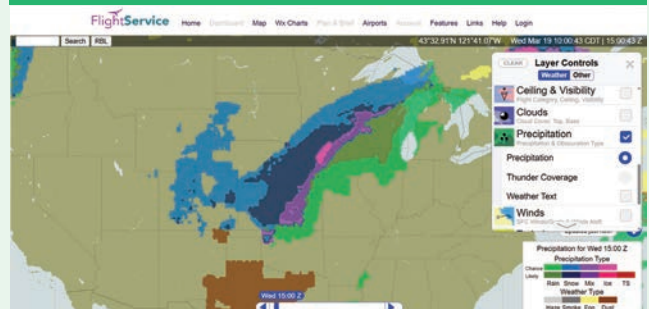 FlightService Home Dashboard Map Wx Charts Plan & Brief Airports Account Features Links Help Login
Search RBL
43°32.91'N 121°41.07'W Wed Mar 19 10:00:43 CDT | 15:00:43 Z
CLEAR Layer Controls
Weather Other
Ceiling & Visibility
Flight Category, Ceiling, Visibility
Clouds
Cloud Cover, Top, Base
Precipitation
Precipitation & Obscuration Type
Precipitation
Thunder Coverage
Weather Text
Winds
Precipitation for Wed 15:00 Z
Precipitation Type
Chance
Likely
Rain Snow Mix Ice TS
Weather Type
Haze Smoke Fog Dust
Wed 15:00 Z